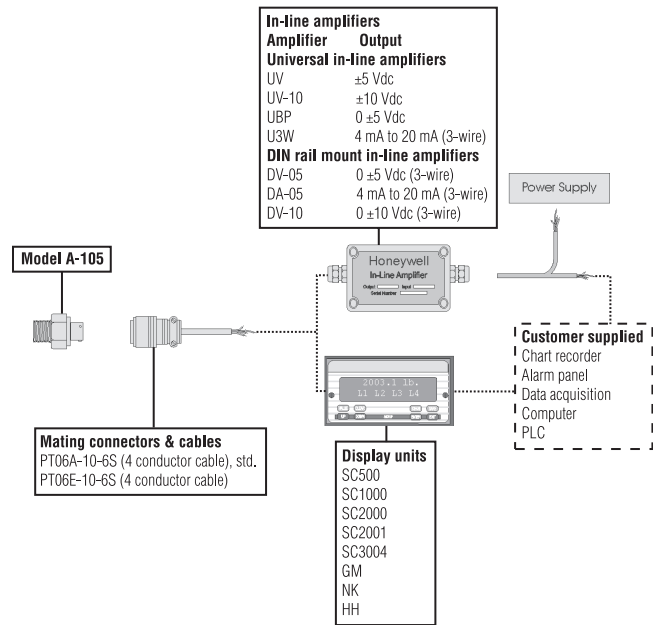 In-line amplifiers
Amplifier Output
Universal in-line amplifiers
UV ±5 Vdc
UV-10 ±10 Vdc
UBP 0 ±5 Vdc
U3W 4 mA to 20 mA (3-wire)
DIN rail mount in-line amplifiers
DV-05 0 ±5 Vdc (3-wire)
DA-05 4 mA to 20 mA (3-wire)
DV-10 0 ±10 Vdc (3-wire)
Power Supply
Model A-105
Honeywell
In-Line Amplifier
Output Input
Serial Number
2003.1 lb.
L1 L2 L3 L4
Customer supplied
Chart recorder
Alarm panel
Data acquisition
Computer
PLC
Mating connectors & cables
PT06A-10-6S (4 conductor cable), std.
PT06E-10-6S (4 conductor cable)
Display units
SC500
SC1000
SC2000
SC2001
SC3004
GM
NK
HH